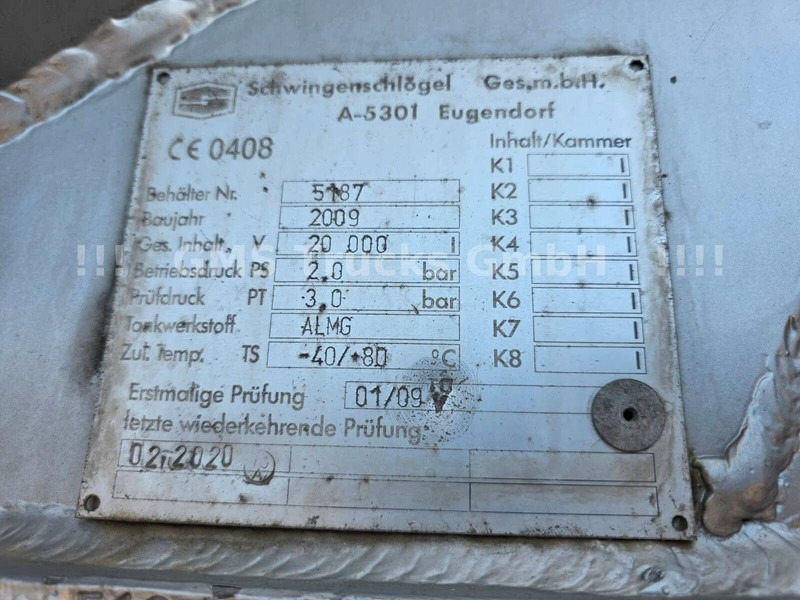 Schwingenschlögel Ges.m.b.H.
A-5301 Eugendorf
CE 0408
Inhalt/Kammer
K1 l
Behälter Nr. 5187
K2 l
Baujahr 2009
K3 l
Ges. Inhalt. V 20 000 l
K4 l
!!!! GMS Trucks GmbH !!!!
Betriebsdruck PS 2,0 bar
K5 l
Prüfdruck PT 3,0 bar
K6 l
Tankwerkstoff ALMG
K7 l
Zul. Temp. TS -40/+80 °C
K8 l
Erstmalige Prüfung 01/09
letzte wiederkehrende Prüfung:
02.2020